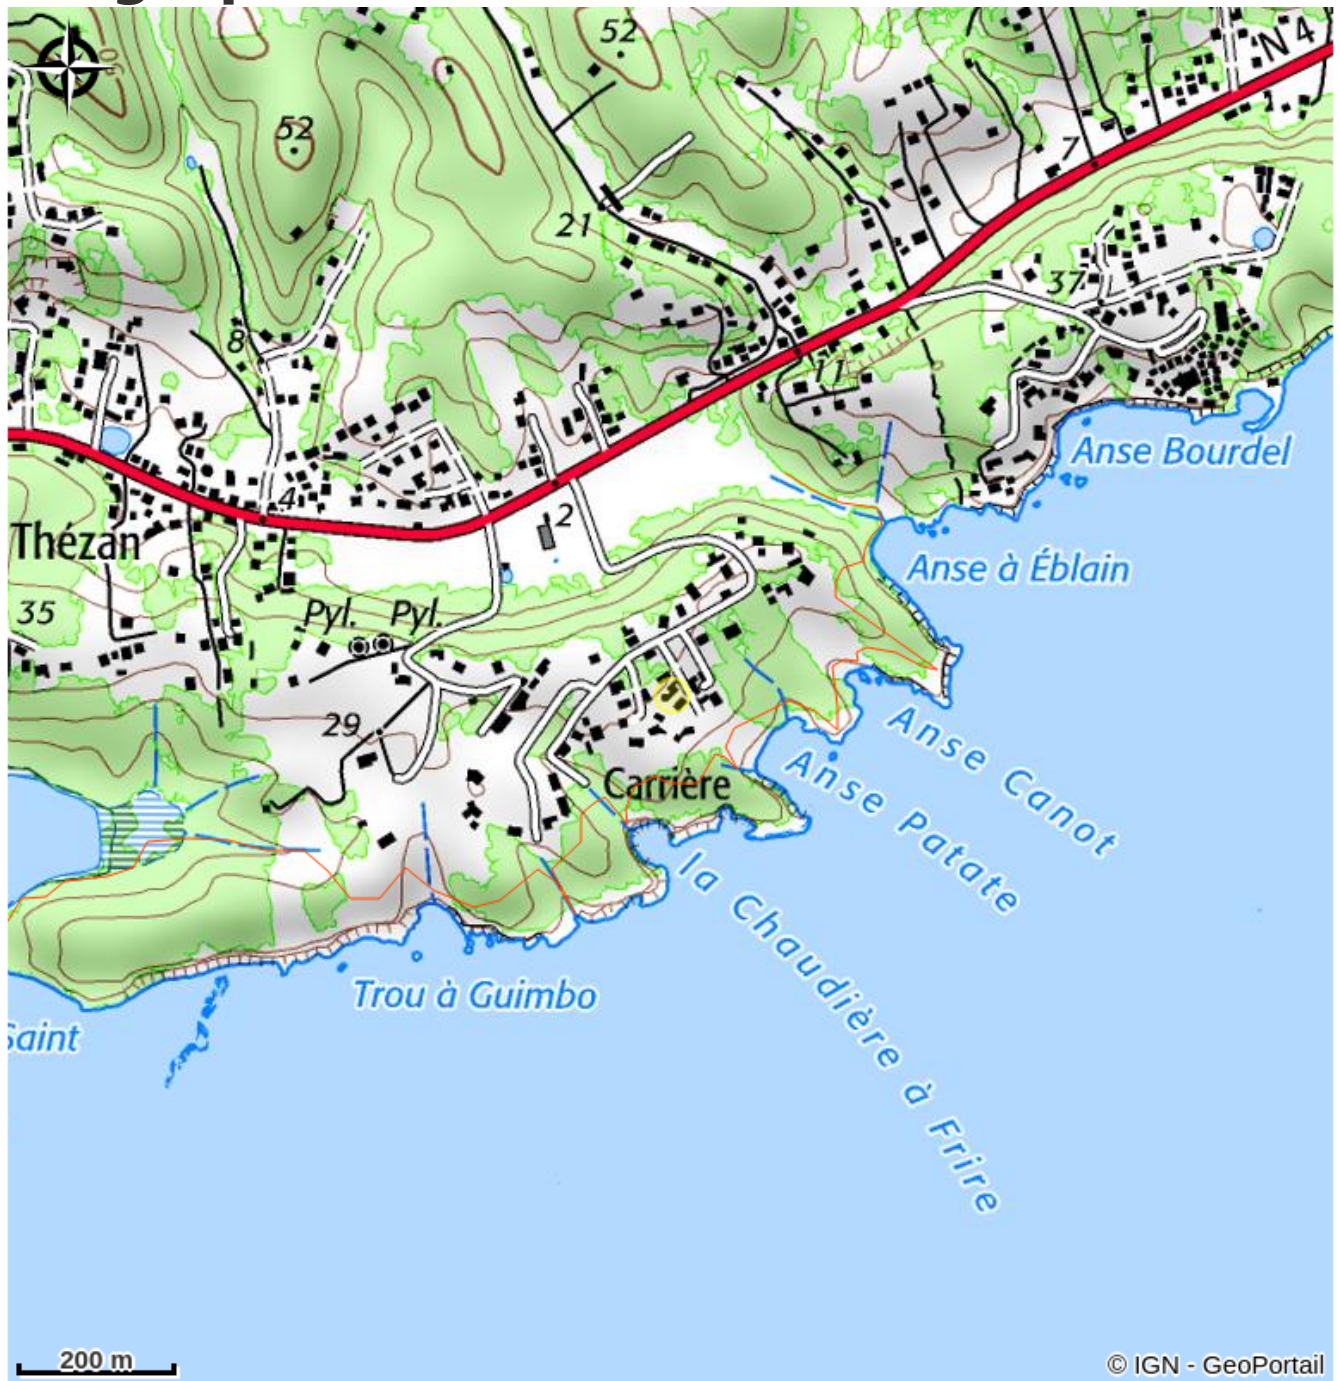 52
N 4
52
7
21
37
8
11
Anse Bourdel
4
2
Thézan
Anse à Éblain
35
Pyl. Pyl.
29
Anse Canot
Carrière
Anse Patate
la Chaudière à Frire
Trou à Guimbo
Saint
200 m
© IGN - GeoPortail